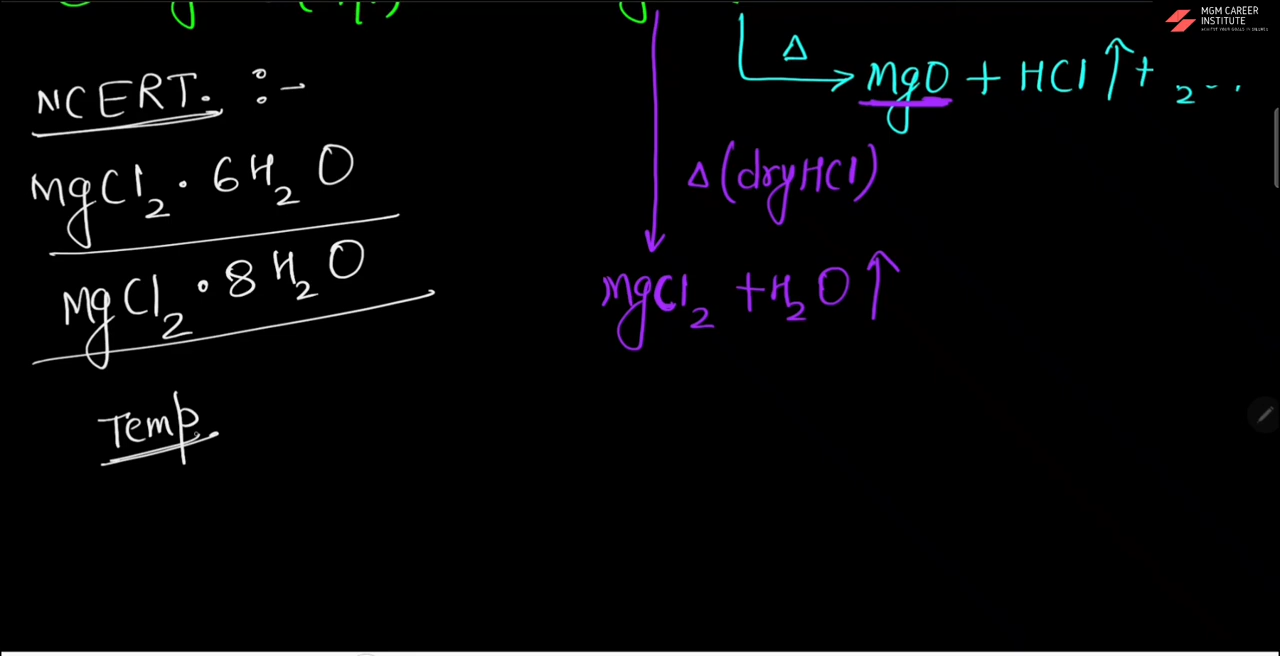 MGM CAREER
INSTITUTE
Δ
MgO + HCl ↑ +
NCERT. :-
MgCl₂ · 6H₂O
Δ (dry HCl)
MgCl₂ · 8H₂O
MgCl₂ + H₂O ↑
Temp.